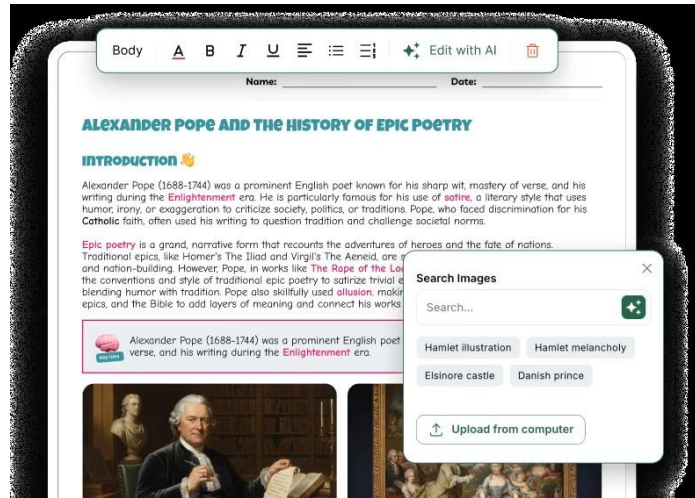 Body A B I U Edit with AI
Name: Date:
Alexander Pope and the History of Epic Poetry
Introduction 👋
Alexander Pope (1688-1744) was a prominent English poet known for his sharp wit, mastery of verse, and his
writing during the Enlightenment era. He is particularly famous for his use of satire, a literary style that uses
humor, irony, or exaggeration to criticize society, politics, or traditions. Pope, who faced discrimination for his
Catholic faith, often used his writing to question tradition and challenge societal norms.
Epic poetry is a grand, narrative form that recounts the adventures of heroes and the fate of nations.
Traditional epics, like Homer's The Iliad and Virgil's The Aeneid, are
and nation-building. However, Pope, in works like The Rape of the
the conventions and style of traditional epic poetry to satirize trivial
blending humor with tradition. Pope also skillfully used allusion,
epics, and the Bible to add layers of meaning and connect his works
Key Idea
Alexander Pope (1688-1744) was a prominent English poet
verse, and his writing during the Enlightenment era.
Search Images
Search...
Hamlet illustration Hamlet melancholy
Elsinore castle Danish prince
Upload from computer